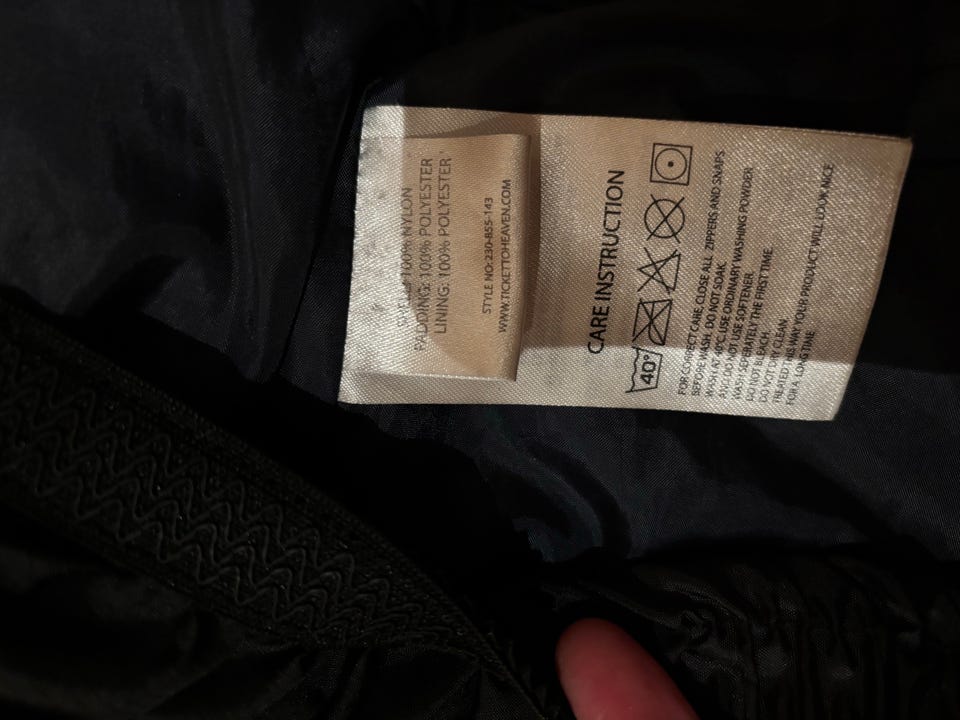 SHELL: 100% NYLON
PADDING: 100% POLYESTER
LINING: 100% POLYESTER
STYLE NO: 230-855-143
WWW.TICKETTOHEAVEN.COM
CARE INSTRUCTION
40°
FOR CORRECT CARE, CLOSE ALL ZIPPERS AND SNAPS
BEFORE WASH. DO NOT SOAK.
WASH AT 40°C, USE ORDINARY WASHING POWDER
AND DO NOT USE SOFTENER.
WASH SEPERATELY THE FIRST TIME.
DO NOT BLEACH.
DO NOT DRY CLEAN.
TREATED THIS WAY YOUR PRODUCT WILL LOOK NICE
FOR A LONG TIME